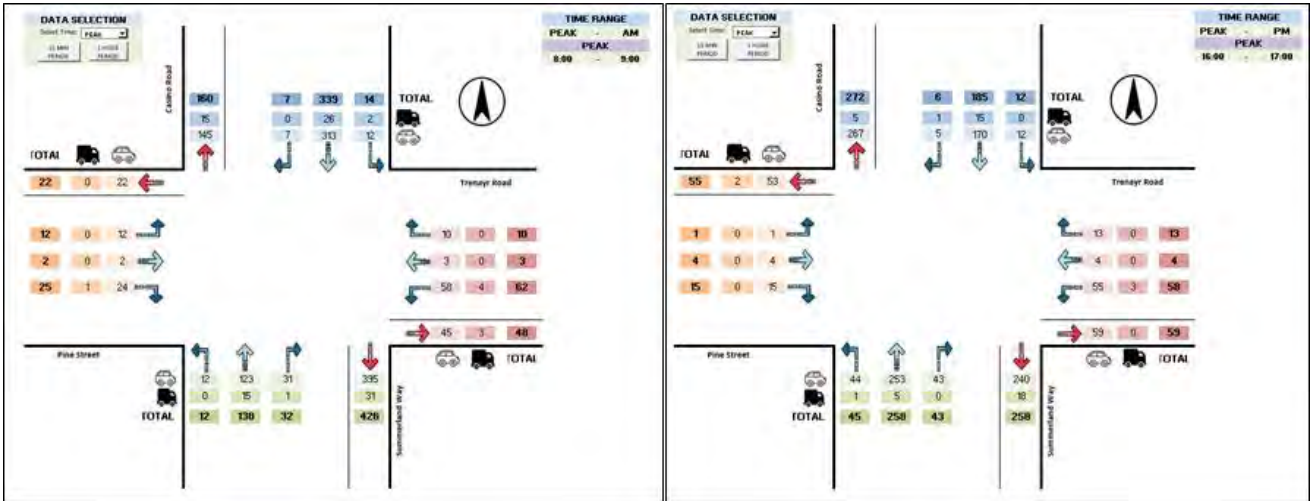 DATA SELECTION
Select Time: PEAK
15 MIN PERIOD 1 HOUR PERIOD
TIME RANGE
PEAK - AM
PEAK
8:00 - 9:00
Casino Road
160 7 339 14 TOTAL
15 0 26 2
145 7 313 12
TOTAL
22 0 22
Trenayr Road
12 0 12
2 0 2
25 1 24
10 0 10
3 0 3
58 4 62
45 3 48
Pine Street
TOTAL
12 123 31 395
0 15 1 31
TOTAL 12 138 32 426
Summerland Way
DATA SELECTION
Select Time: PEAK
15 MIN PERIOD 1 HOUR PERIOD
TIME RANGE
PEAK - PM
PEAK
16:00 - 17:00
Casino Road
272 6 185 12 TOTAL
5 1 15 0
267 5 170 12
TOTAL
55 2 53
Trenayr Road
1 0 1
4 0 4
15 0 15
13 0 13
4 0 4
55 3 58
59 0 59
Pine Street
TOTAL
44 253 43 240
1 5 0 18
TOTAL 45 258 43 258
Summerland Way